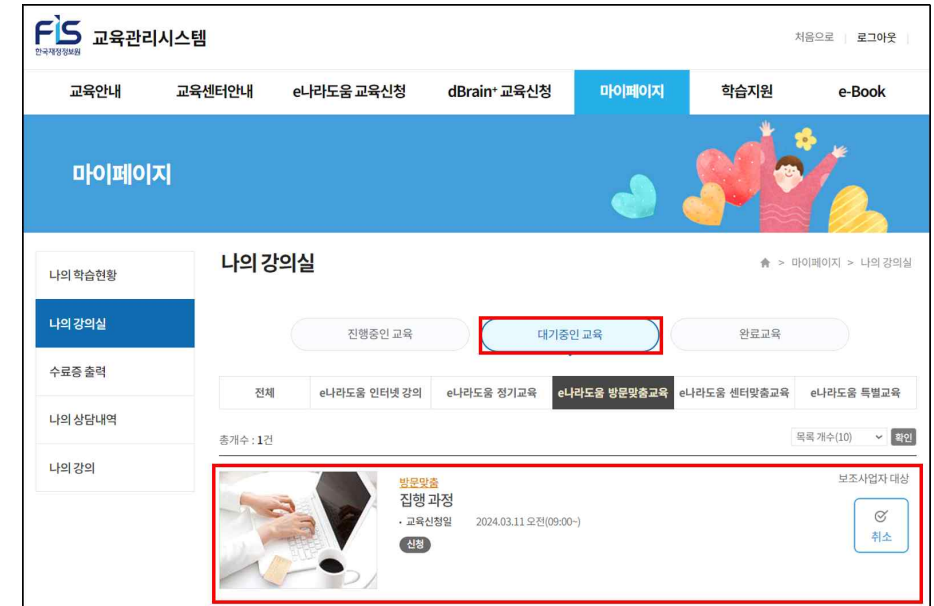 FIS 교육관리시스템
한국재정정보원
처음으로 | 로그아웃 |
교육안내 교육센터안내 e나라도움 교육신청 dBrain⁺ 교육신청 마이페이지 학습지원 e-Book
마이페이지
나의 강의실
> 마이페이지 > 나의 강의실
나의 학습현황
나의 강의실
수료증 출력
나의 상담내역
나의 강의
진행중인 교육 대기중인 교육 완료교육
전체 e나라도움 인터넷 강의 e나라도움 정기교육 e나라도움 방문맞춤교육 e나라도움 센터맞춤교육 e나라도움 특별교육
총개수 : 1건
목록 개수(10) 확인
방문맞춤
보조사업자 대상
집행 과정
· 교육신청일 2024.03.11 오전(09:00~)
신청
취소